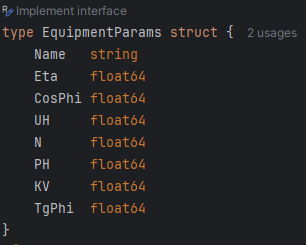 Implement interface
type EquipmentParams struct { 2 usages
Name string
Eta float64
CosPhi float64
UH float64
N float64
PH float64
KV float64
TgPhi float64
}